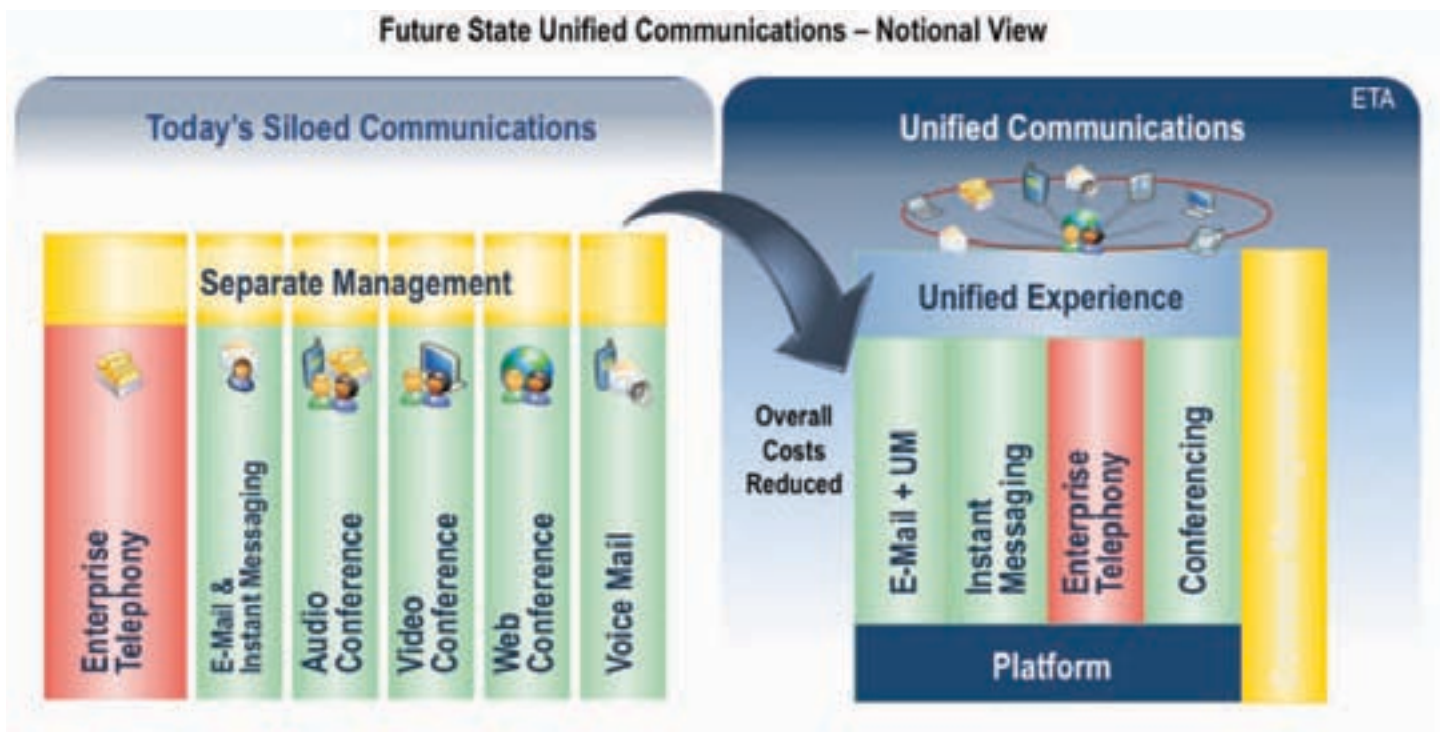 Future State Unified Communications – Notional View
Today's Siloed Communications
Separate Management
Enterprise
Telephony
E-Mail &
Instant Messaging
Audio
Conference
Video
Conference
Web
Conference
Voice Mail
ETA
Unified Communications
Unified Experience
Overall
Costs
Reduced
E-Mail + UM
Instant
Messaging
Enterprise
Telephony
Conferencing
Platform